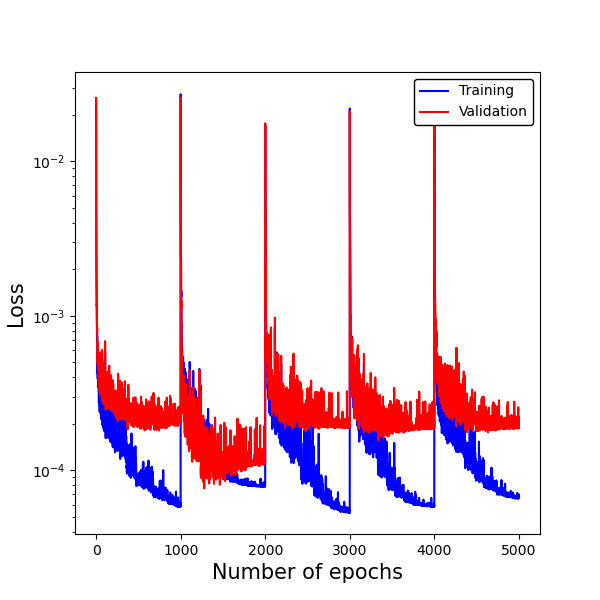 Training
Validation
10⁻²
10⁻³
10⁻⁴
Loss
0 1000 2000 3000 4000 5000
Number of epochs